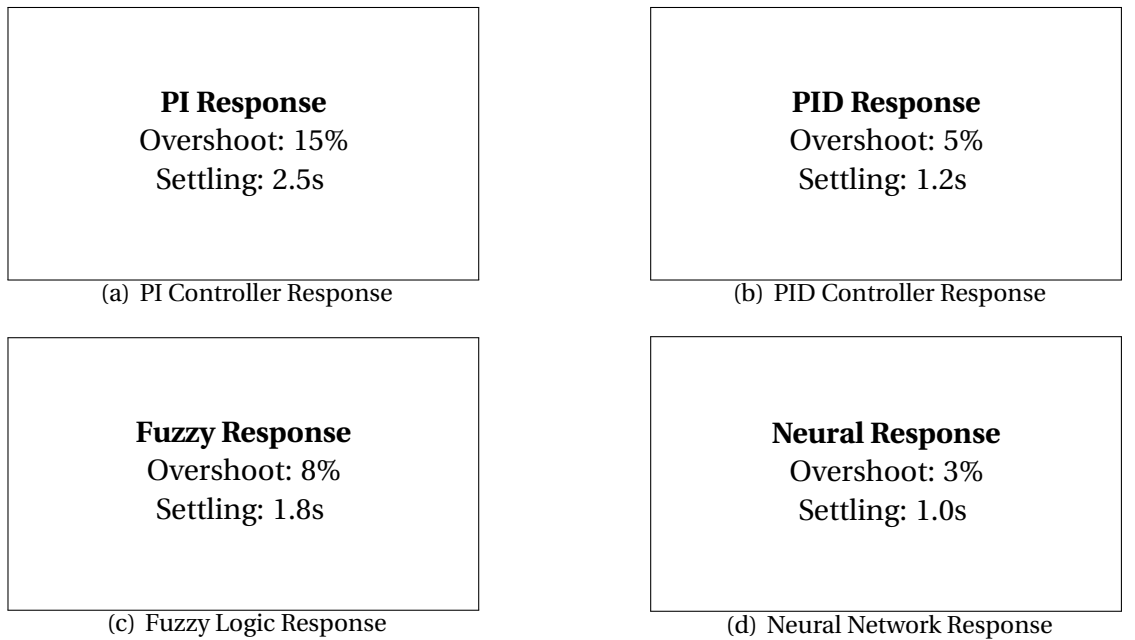 PI Response
Overshoot: 15%
Settling: 2.5s
(a) PI Controller Response
PID Response
Overshoot: 5%
Settling: 1.2s
(b) PID Controller Response
Fuzzy Response
Overshoot: 8%
Settling: 1.8s
(c) Fuzzy Logic Response
Neural Response
Overshoot: 3%
Settling: 1.0s
(d) Neural Network Response